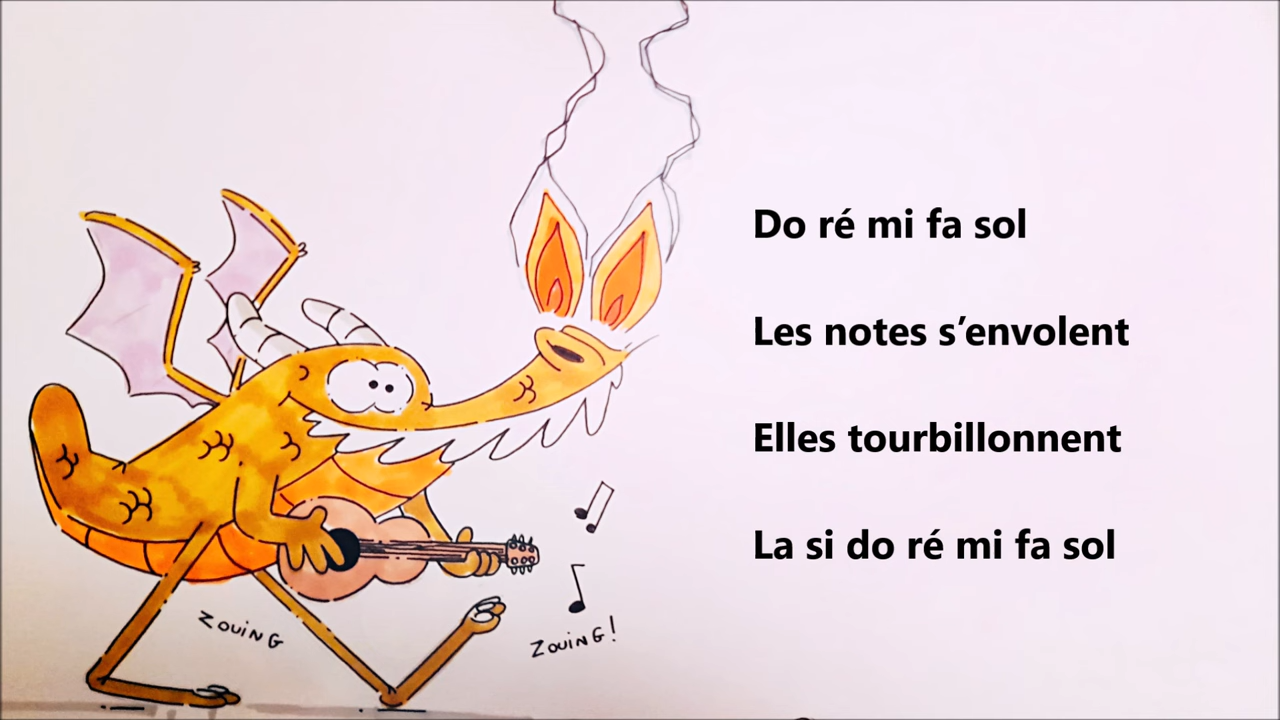 Do ré mi fa sol
Les notes s’envolent
Elles tourbillonnent
La si do ré mi fa sol
ZOUING
ZOUING!